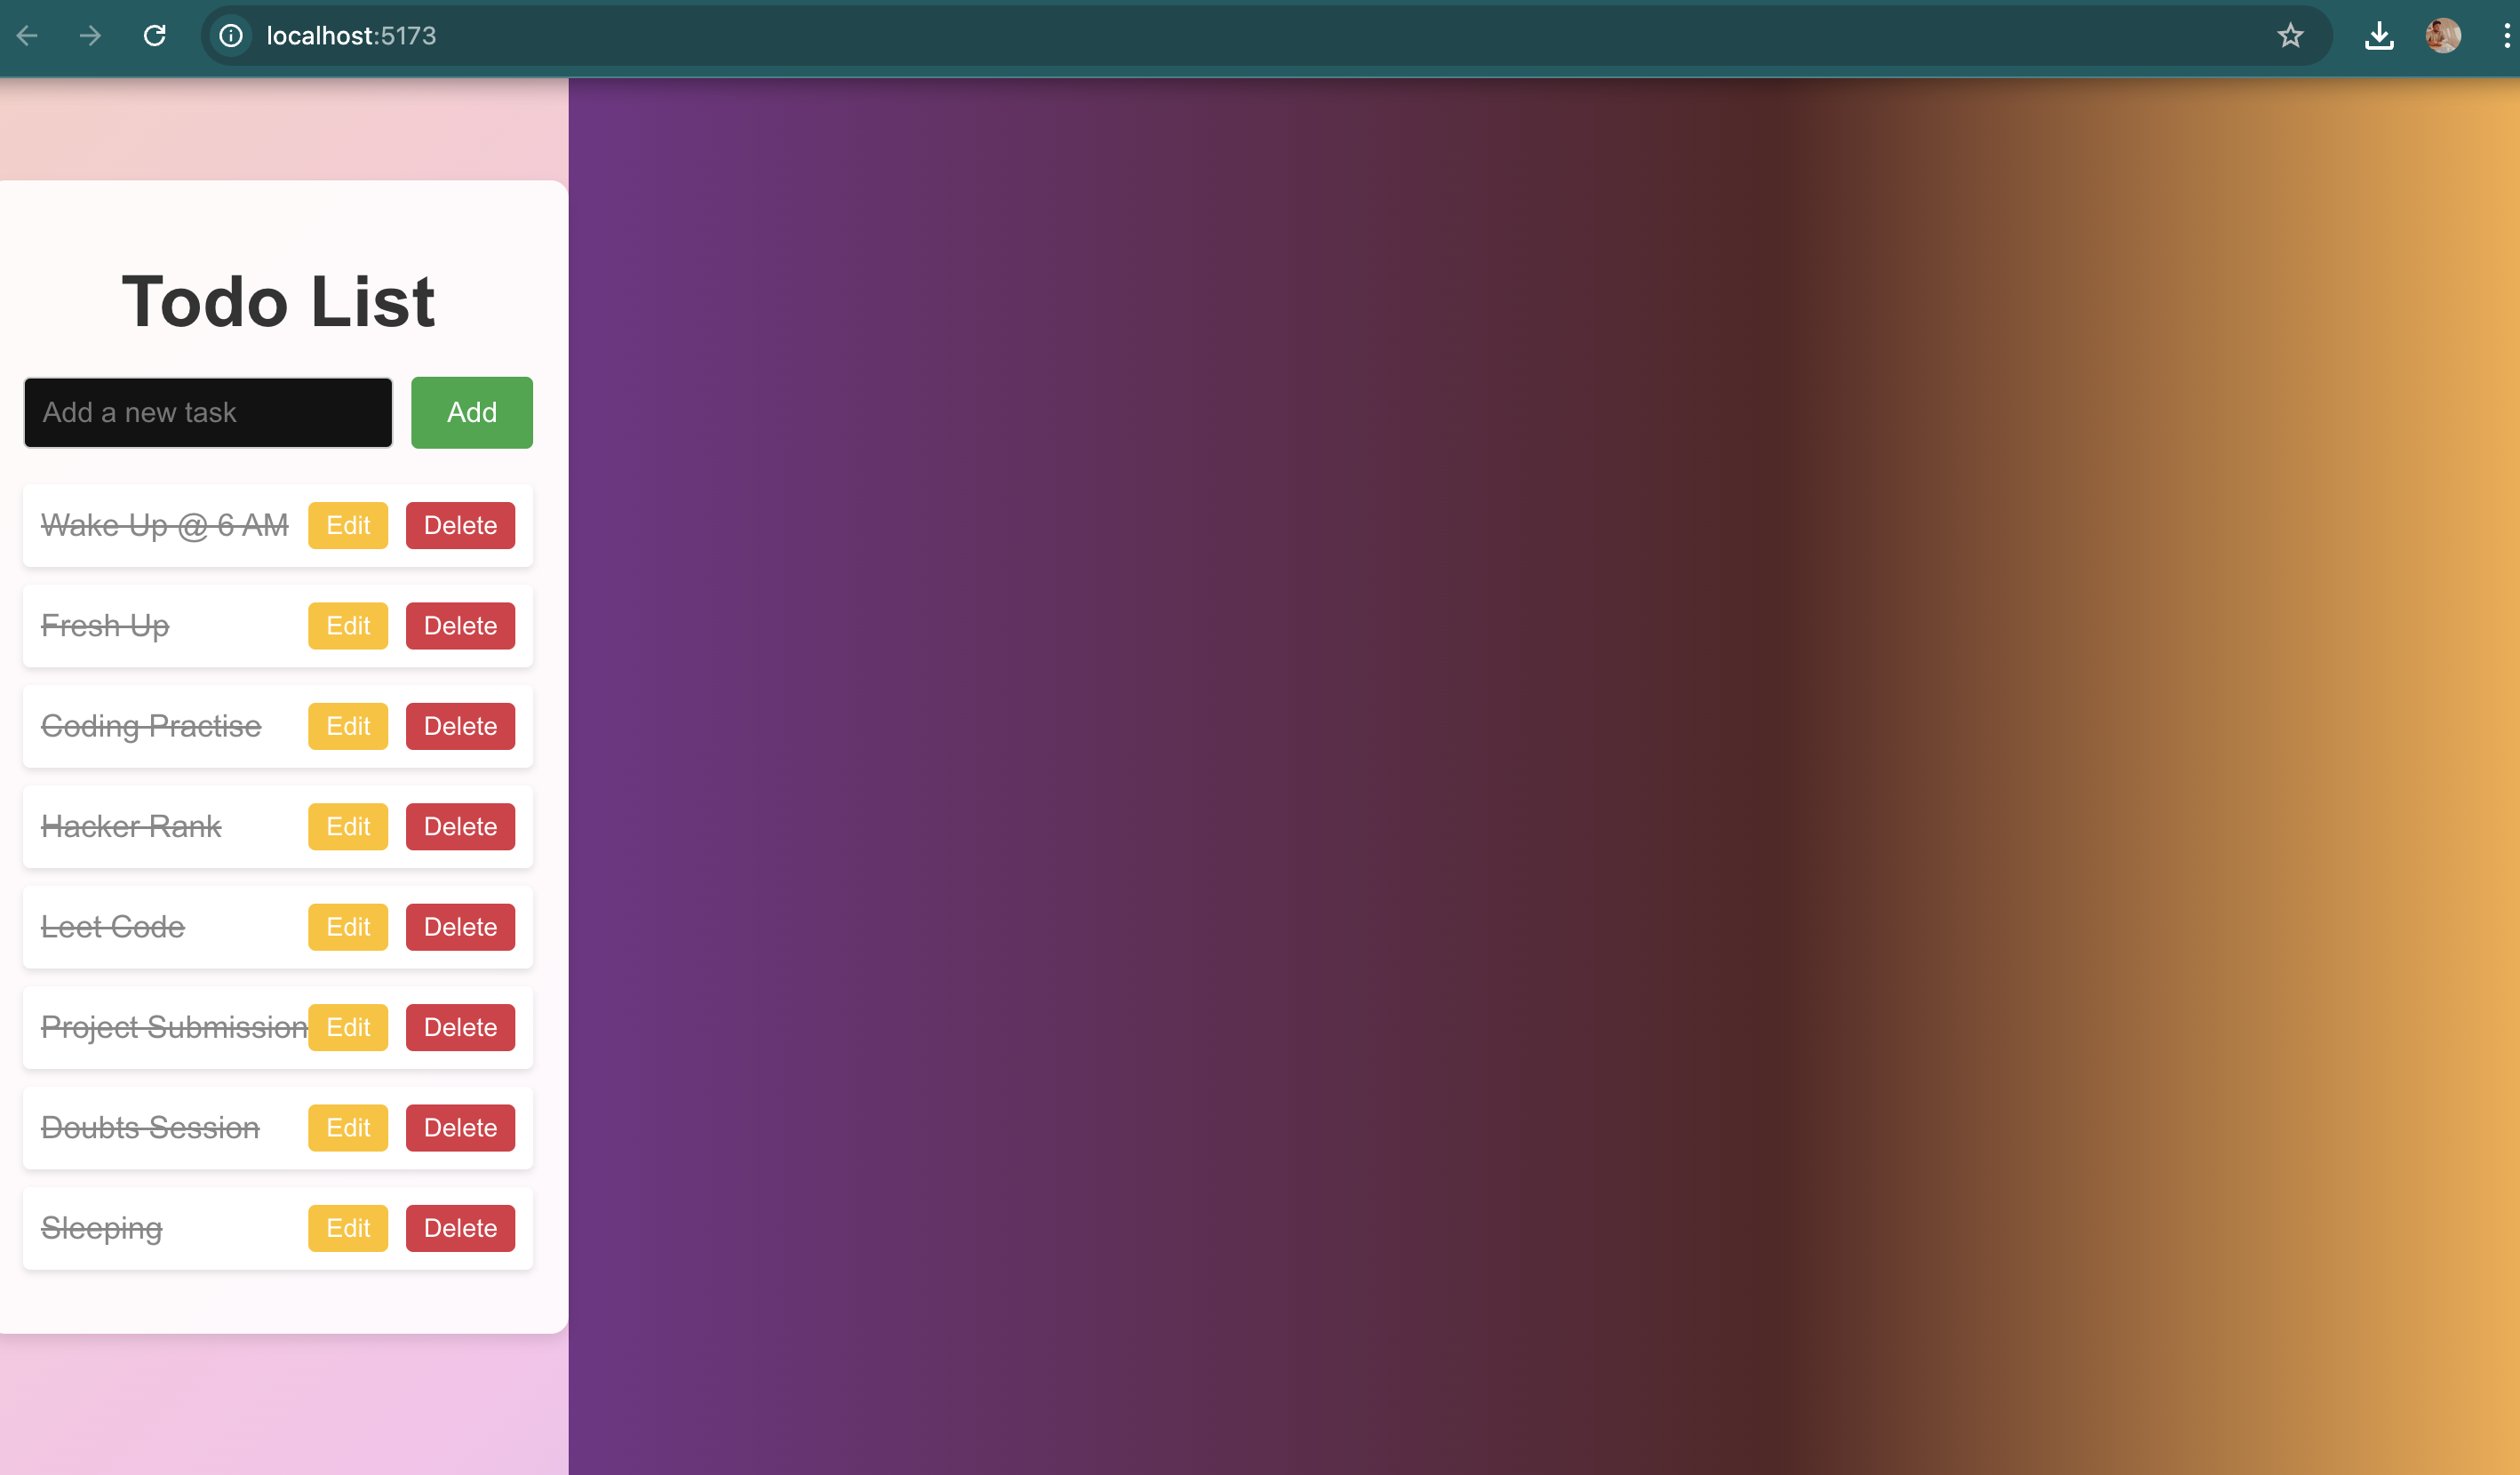 localhost:5173
Todo List
Add a new task Add
Wake Up @ 6 AM Edit Delete
Fresh Up Edit Delete
Coding Practise Edit Delete
Hacker Rank Edit Delete
Leet Code Edit Delete
Project Submission Edit Delete
Doubts Session Edit Delete
Sleeping Edit Delete